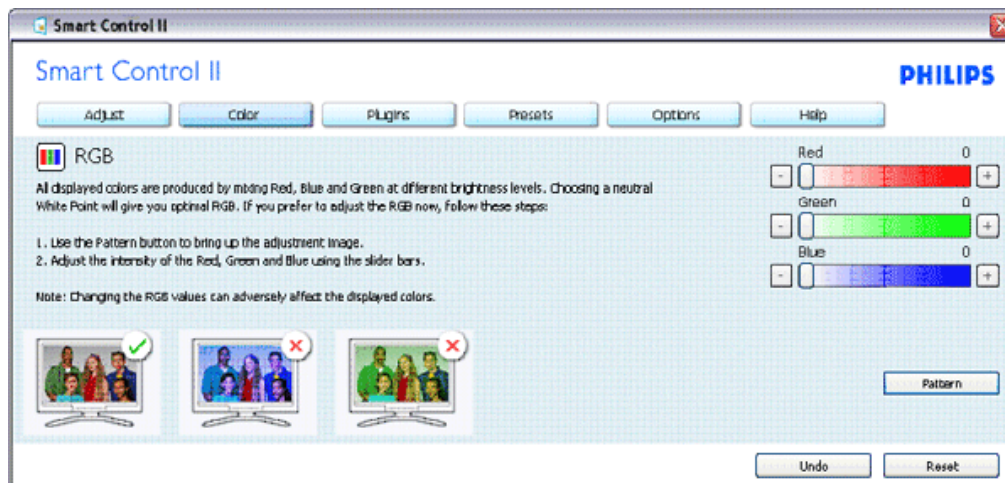 Smart Control II
Smart Control II
PHILIPS
Adjust Color Plugins Presets Options Help
RGB
All displayed colors are produced by mixing Red, Blue and Green at different brightness levels. Choosing a neutral
White Point will give you optimal RGB. If you prefer to adjust the RGB now, follow these steps:
1. Use the Pattern button to bring up the adjustment image.
2. Adjust the intensity of the Red, Green and Blue using the slider bars.
Note: Changing the RGB values can adversely affect the displayed colors.
Red 0
- +
Green 0
- +
Blue 0
- +
Pattern
Undo Reset